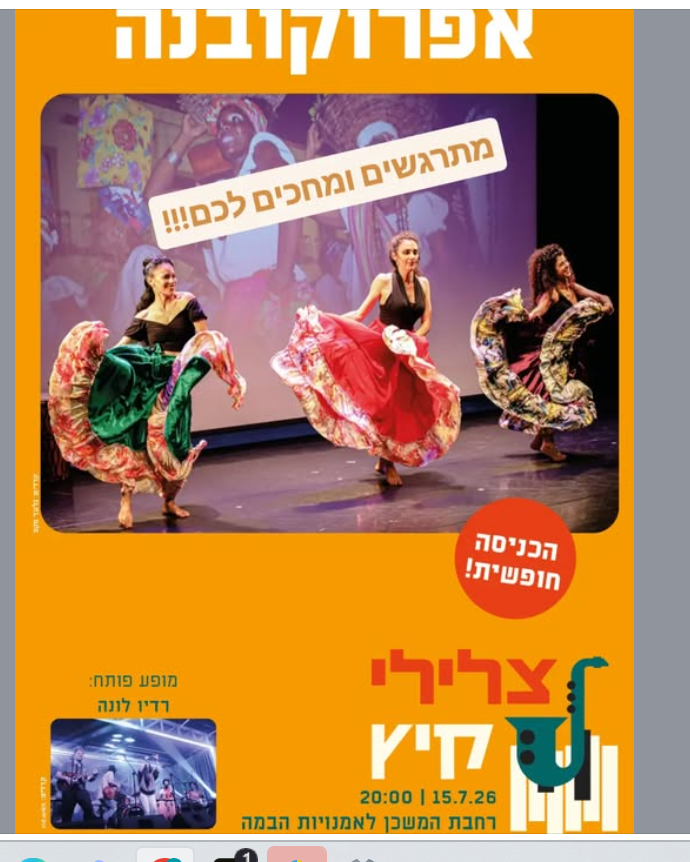 אפרוקובנה
מתרגשים ומחכים לכם!!!
הכניסה
חופשית!
צלילי
קיץ
20:00 | 15.7.26
רחבת המשכן לאמנויות הבמה
מופע פותח:
רדיו לונה
1